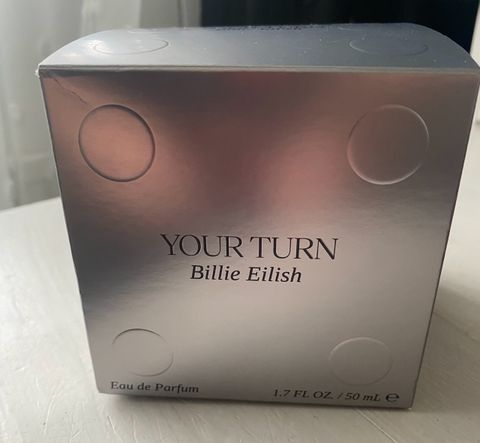 YOUR TURN
Billie Eilish
Eau de Parfum
1.7 FL OZ. / 50 mL ℮